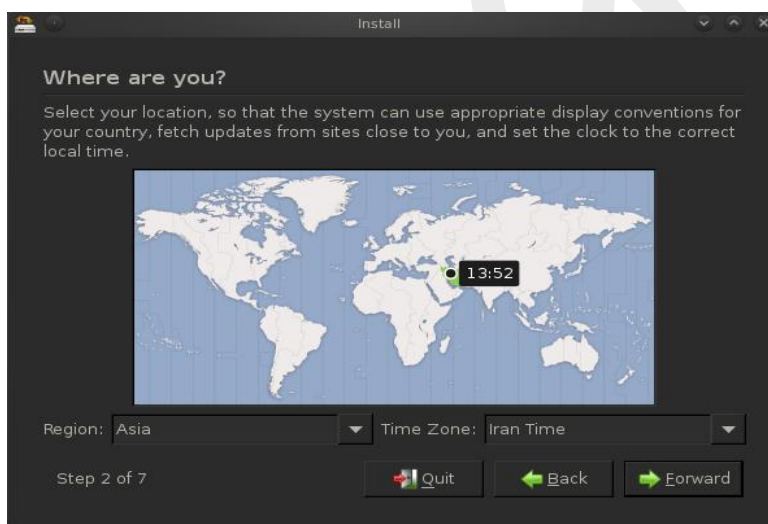 Install
Where are you?
Select your location, so that the system can use appropriate display conventions for
your country, fetch updates from sites close to you, and set the clock to the correct
local time.
13:52
Region: Asia Time Zone: Iran Time
Step 2 of 7 Quit Back Forward